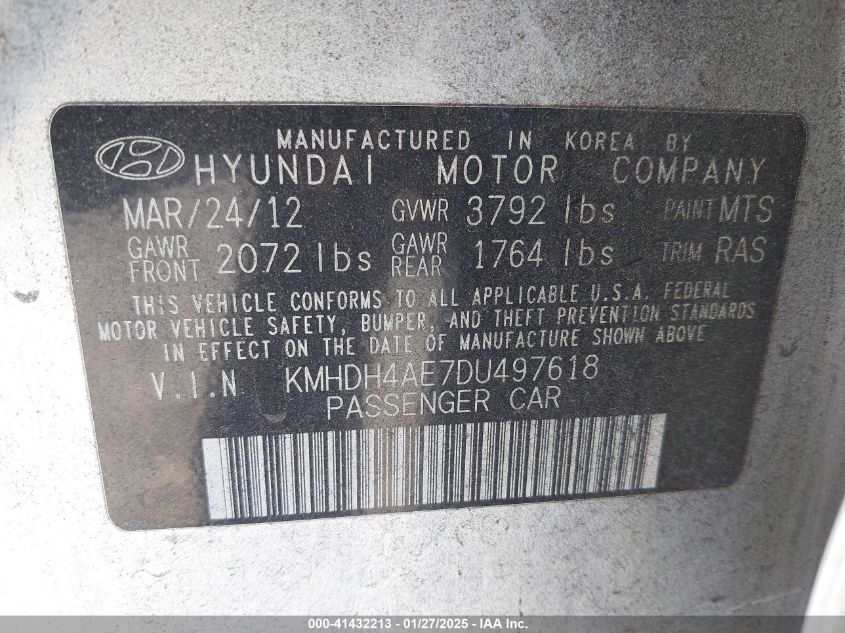 MANUFACTURED IN KOREA BY
HYUNDAI MOTOR COMPANY
MAR/24/12 GVWR 3792 lbs PAINT MTS
GAWR FRONT 2072 lbs GAWR REAR 1764 lbs TRIM RAS
THIS VEHICLE CONFORMS TO ALL APPLICABLE U.S.A. FEDERAL
MOTOR VEHICLE SAFETY, BUMPER, AND THEFT PREVENTION STANDARDS
IN EFFECT ON THE DATE OF MANUFACTURE SHOWN ABOVE
V.I.N KMHDH4AE7DU497618
PASSENGER CAR
000-41432213 - 01/27/2025 - IAA Inc.